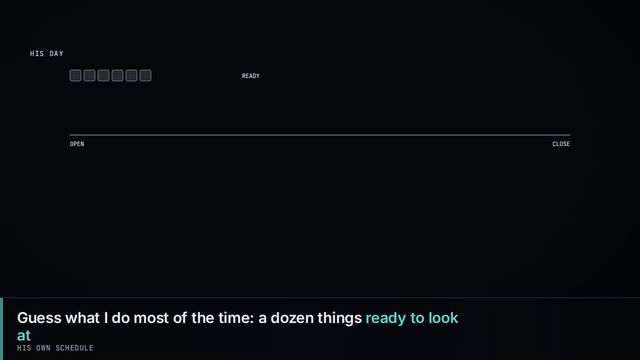 HIS DAY
READY
OPEN
CLOSE
Guess what I do most of the time: a dozen things ready to look
at
HIS OWN SCHEDULE